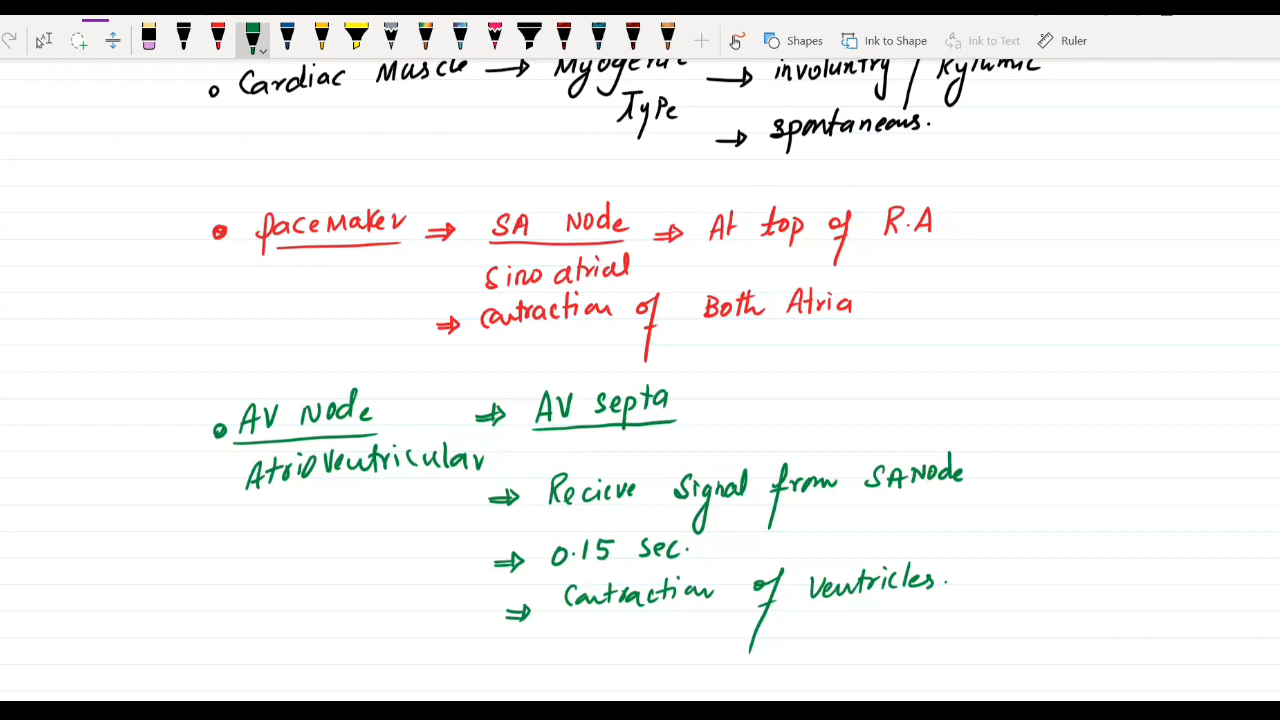 Shapes Ink to Shape Ink to Text Ruler
• Cardiac Muscle → Myogenic → involuntry /
Type → spontaneous.
• pacemaker ⇒ SA Node ⇒ At top of R.A
Sino atrial
⇒ contraction of Both Atria
• AV Node ⇒ AV septa
Atrioventricular
⇒ Recieve signal from SA Node
⇒ 0.15 sec.
⇒ Contraction of ventricles.